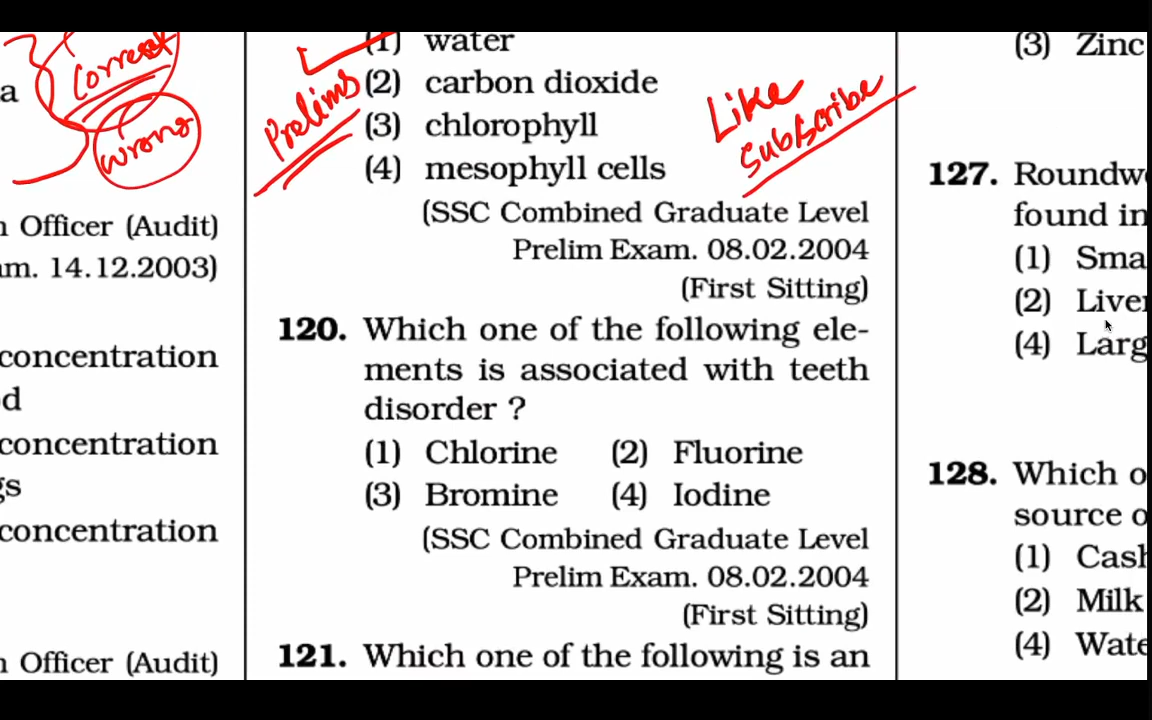 Correct
wrong
a
n Officer (Audit)
am. 14.12.2003)
concentration
d
concentration
gs
concentration
n Officer (Audit)
Prelims
Like
Subscribe
(1) water
(2) carbon dioxide
(3) chlorophyll
(4) mesophyll cells
(SSC Combined Graduate Level
Prelim Exam. 08.02.2004
(First Sitting)
120. Which one of the following ele-
ments is associated with teeth
disorder ?
(1) Chlorine (2) Fluorine
(3) Bromine (4) Iodine
(SSC Combined Graduate Level
Prelim Exam. 08.02.2004
(First Sitting)
121. Which one of the following is an
(3) Zinc
127. Roundwo
found in
(1) Sma
(2) Liver
(4) Larg
128. Which o
source o
(1) Cash
(2) Milk
(4) Wate